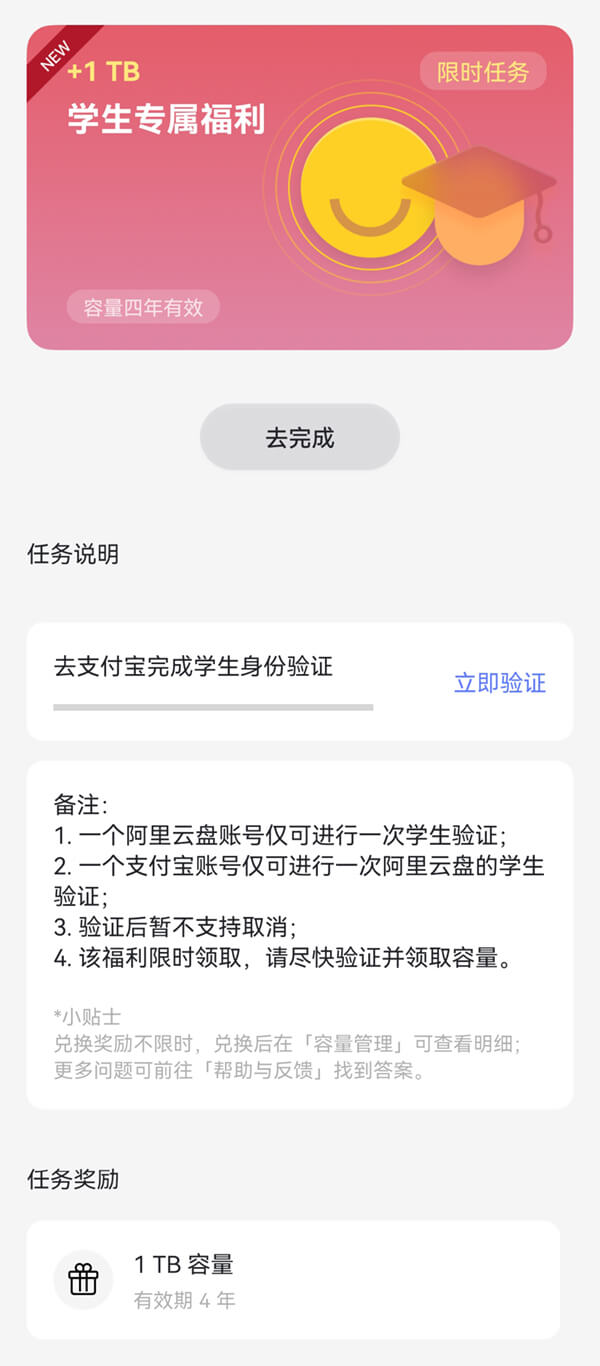 NEW
+1 TB
限时任务
学生专属福利
容量四年有效
去完成
任务说明
去支付宝完成学生身份验证
立即验证
备注:
1. 一个阿里云盘账号仅可进行一次学生验证;
2. 一个支付宝账号仅可进行一次阿里云盘的学生
验证;
3. 验证后暂不支持取消;
4. 该福利限时领取，请尽快验证并领取容量。
*小贴士
兑换奖励不限时，兑换后在「容量管理」可查看明细;
更多问题可前往「帮助与反馈」找到答案。
任务奖励
1 TB 容量
有效期 4 年